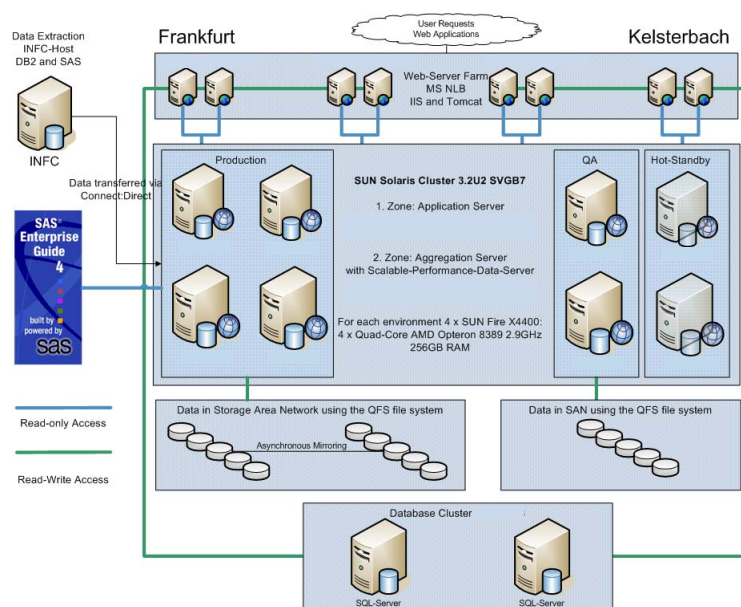 User Requests
Web Applications
Data Extraction
INFC-Host
DB2 and SAS
Frankfurt
Kelsterbach
Web-Server Farm
MS NLB
IIS and Tomcat
INFC
Production
QA
Hot-Standby
SUN Solaris Cluster 3.2U2 SVGB7
Data transferred via
Connect:Direct
1. Zone: Application Server
SAS®
Enterprise
Guide
4
2. Zone: Aggregation Server
with Scalable-Performance-Data-Server
For each environment 4 x SUN Fire X4400:
4 x Quad-Core AMD Opteron 8389 2.9GHz
256GB RAM
built by
powered by
sas
Read-only Access
Data in Storage Area Network using the QFS file system
Data in SAN using the QFS file system
Asynchronous Mirroring
Read-Write Access
Database Cluster
SQL-Server
SQL-Server